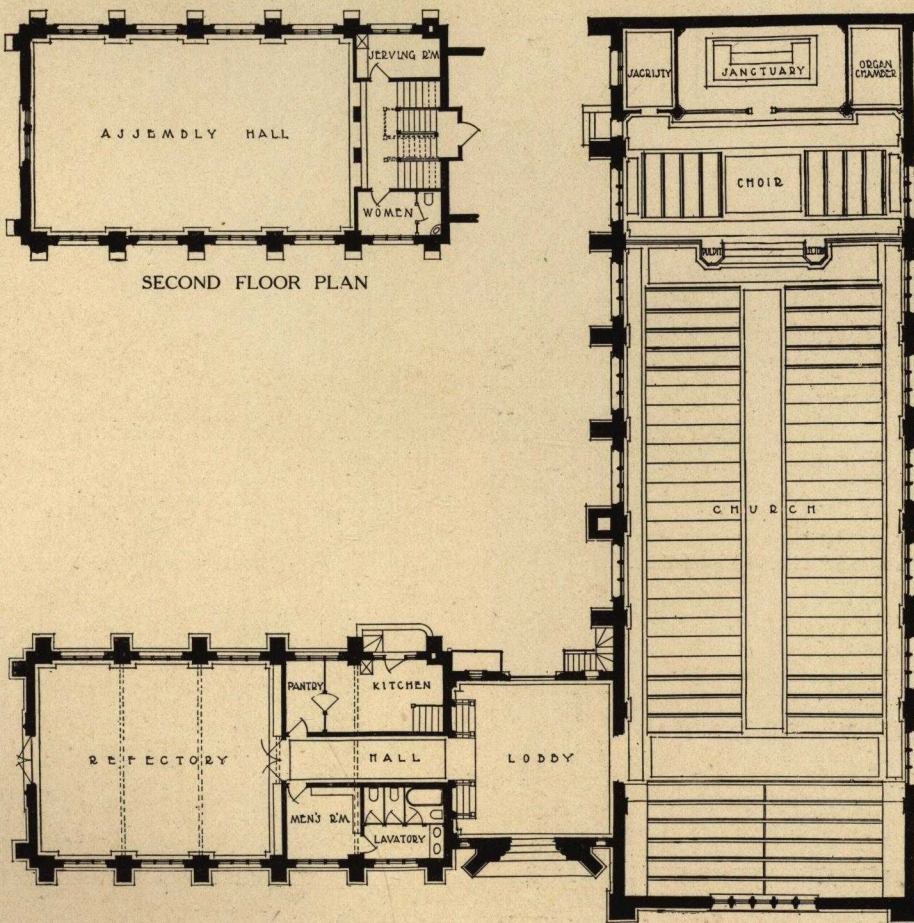 SERVING R'M
ASSEMBLY HALL
WOMEN
SECOND FLOOR PLAN
SACRISTY
SANCTUARY
ORGAN
CHAMBER
CHOIR
PULPIT
CHURCH
PANTRY
KITCHEN
REFECTORY
HALL
LOBBY
MEN'S R'M
LAVATORY